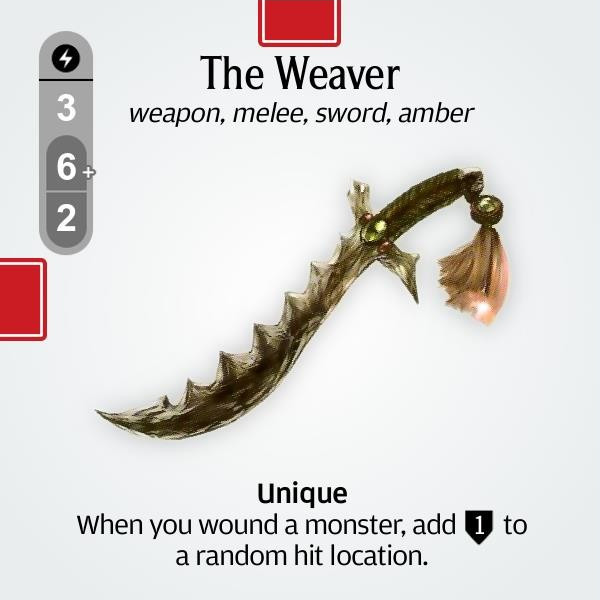 The Weaver
weapon, melee, sword, amber
3
6+
2
Unique
When you wound a monster, add 1 to
a random hit location.